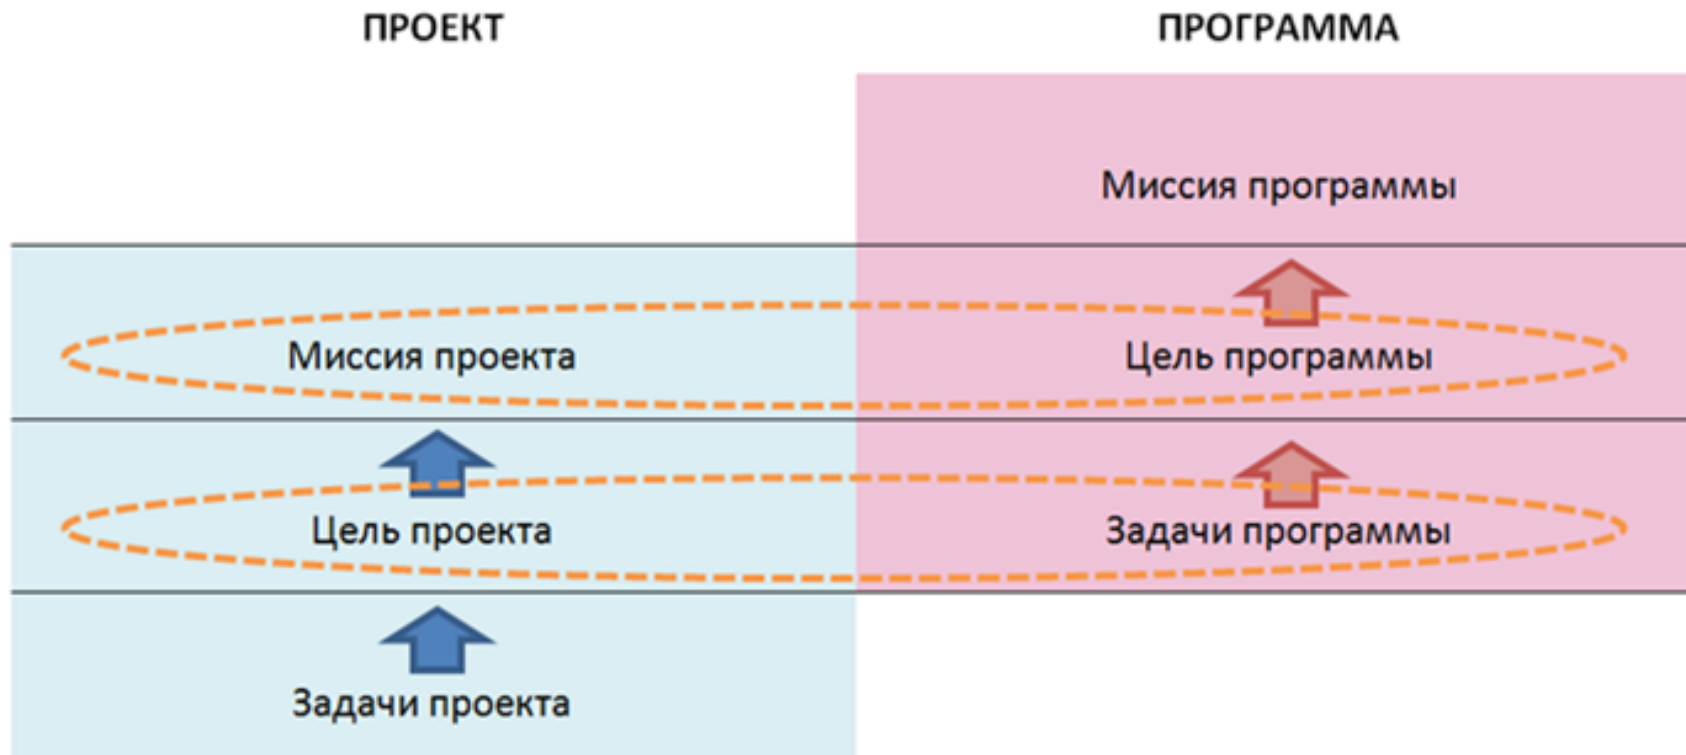 ПРОЕКТ
ПРОГРАММА
Миссия программы
Миссия проекта
Цель программы
Цель проекта
Задачи программы
Задачи проекта